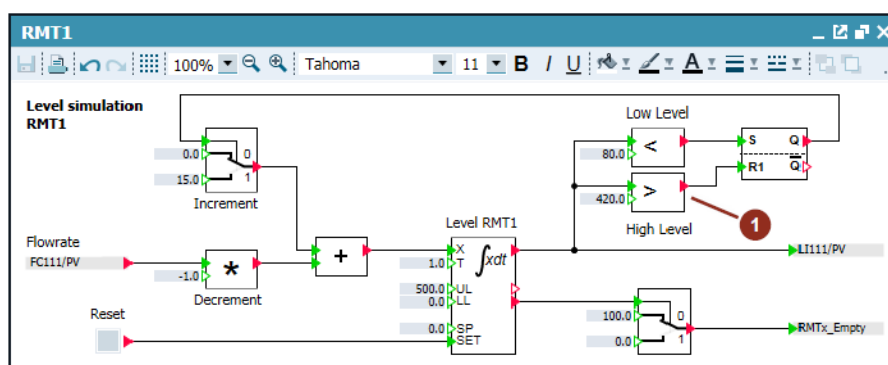 RMT1
100% Tahoma 11 B I U A
Level simulation
RMT1
Low Level
0.0 0
15.0 1
Increment
80.0 < S Q
R1 Q
420.0 >
High Level
1
Flowrate
FC111/PV
-1.0 *
Decrement
+
Level RMT1
X ∫xdt
1.0 T
500.0 UL
0.0 LL
0.0 SP
SET
LI111/PV
Reset
100.0 0
0.0 1
RMTx_Empty